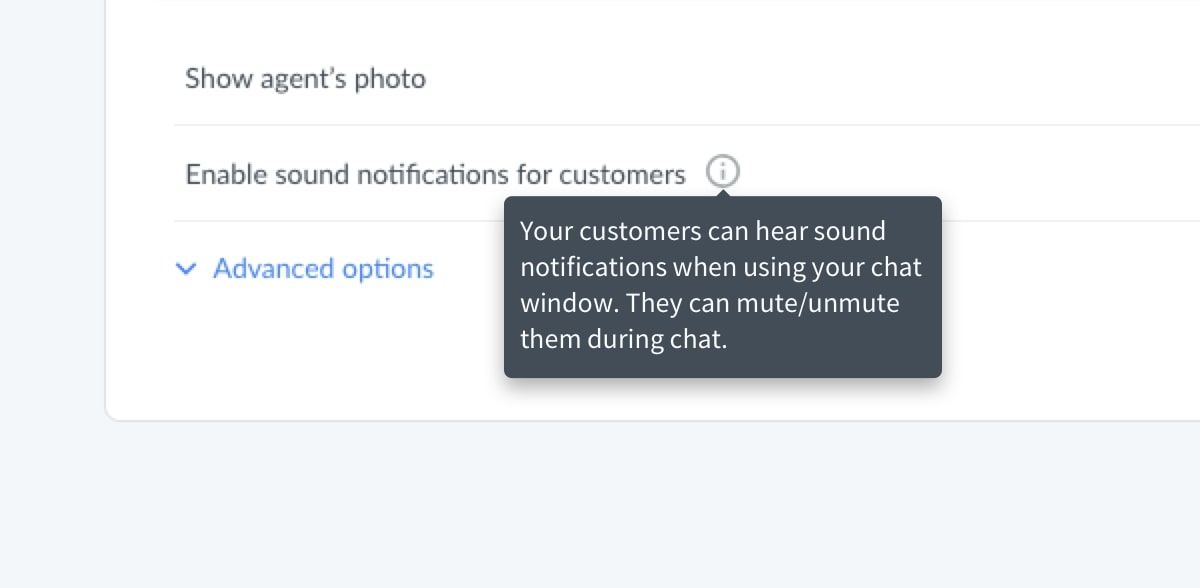 Show agent’s photo
Enable sound notifications for customers
Your customers can hear sound
notifications when using your chat
window. They can mute/unmute
them during chat.
Advanced options